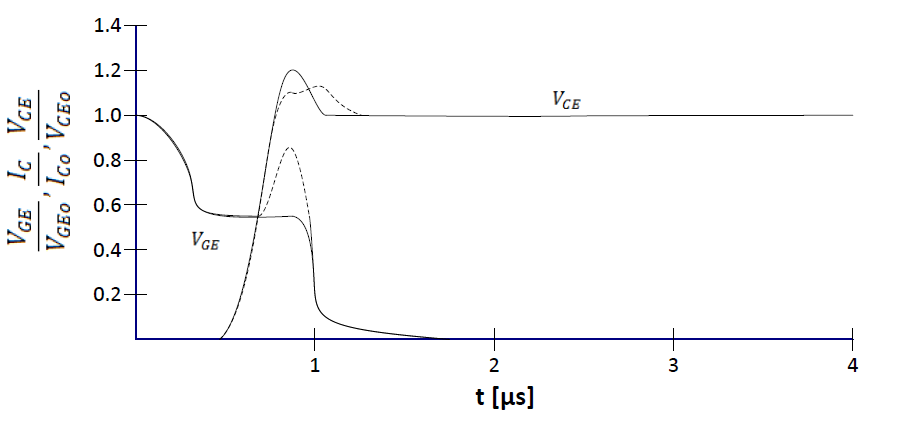 1.4
1.2
1.0
0.8
0.6
0.4
0.2
V_GE/V_GEo, I_C/I_Co, V_CE/V_CEo
V_CE
V_GE
1 2 3 4
t [µs]